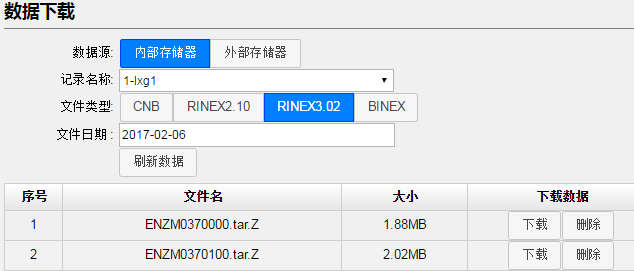 数据下载
数据源: 内部存储器 外部存储器
记录名称: 1-lxg1
文件类型: CNB RINEX2.10 RINEX3.02 BINEX
文件日期: 2017-02-06
刷新数据
序号 文件名 大小 下载数据
1 ENZM0370000.tar.Z 1.88MB 下载 删除
2 ENZM0370100.tar.Z 2.02MB 下载 删除